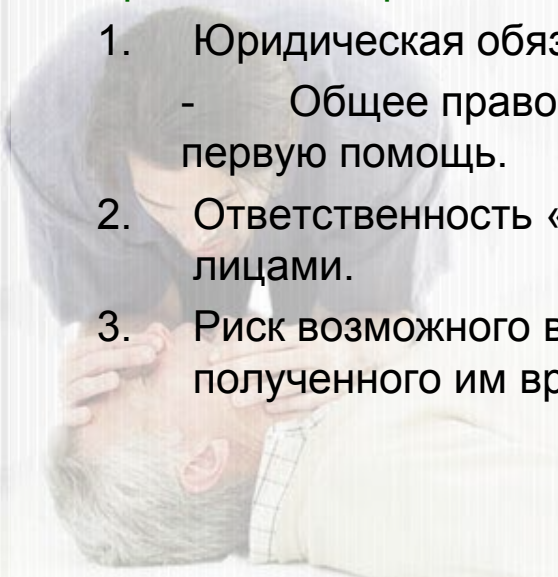 1. Юридическая обяз
- Общее право
первую помощь.
2. Ответственность «
лицами.
3. Риск возможного в
полученного им вр